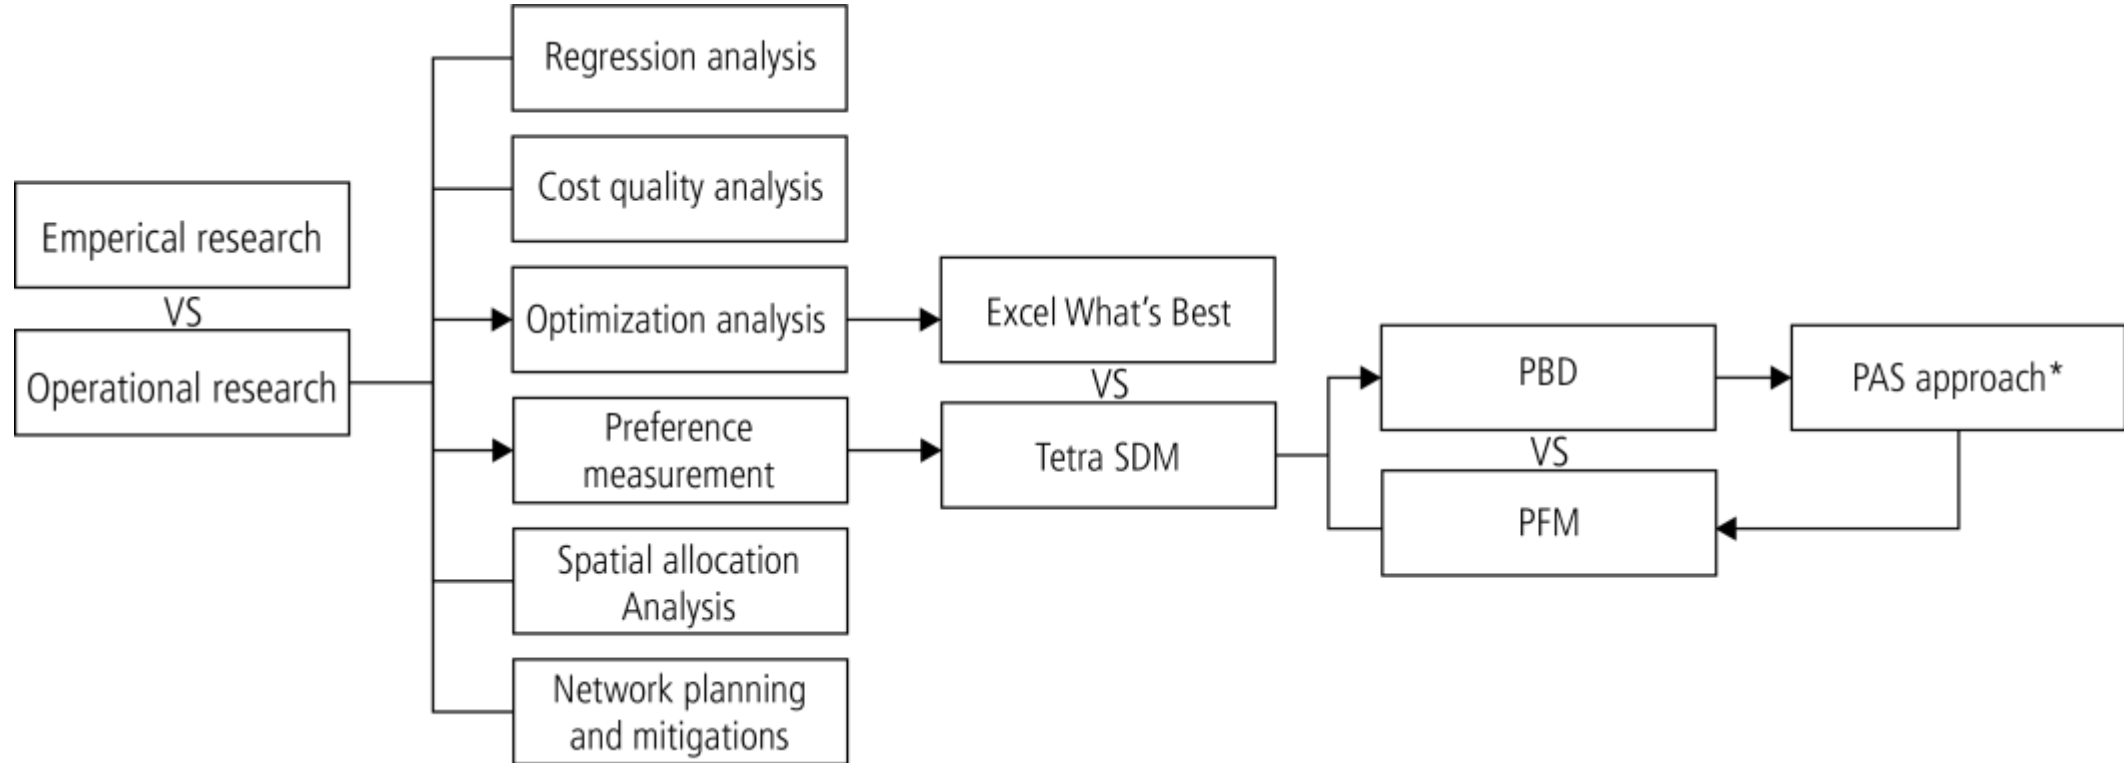 Emperical research
VS
Operational research
Regression analysis
Cost quality analysis
Optimization analysis
Preference
measurement
Spatial allocation
Analysis
Network planning
and mitigations
Excel What's Best
VS
Tetra SDM
PBD
VS
PFM
PAS approach*